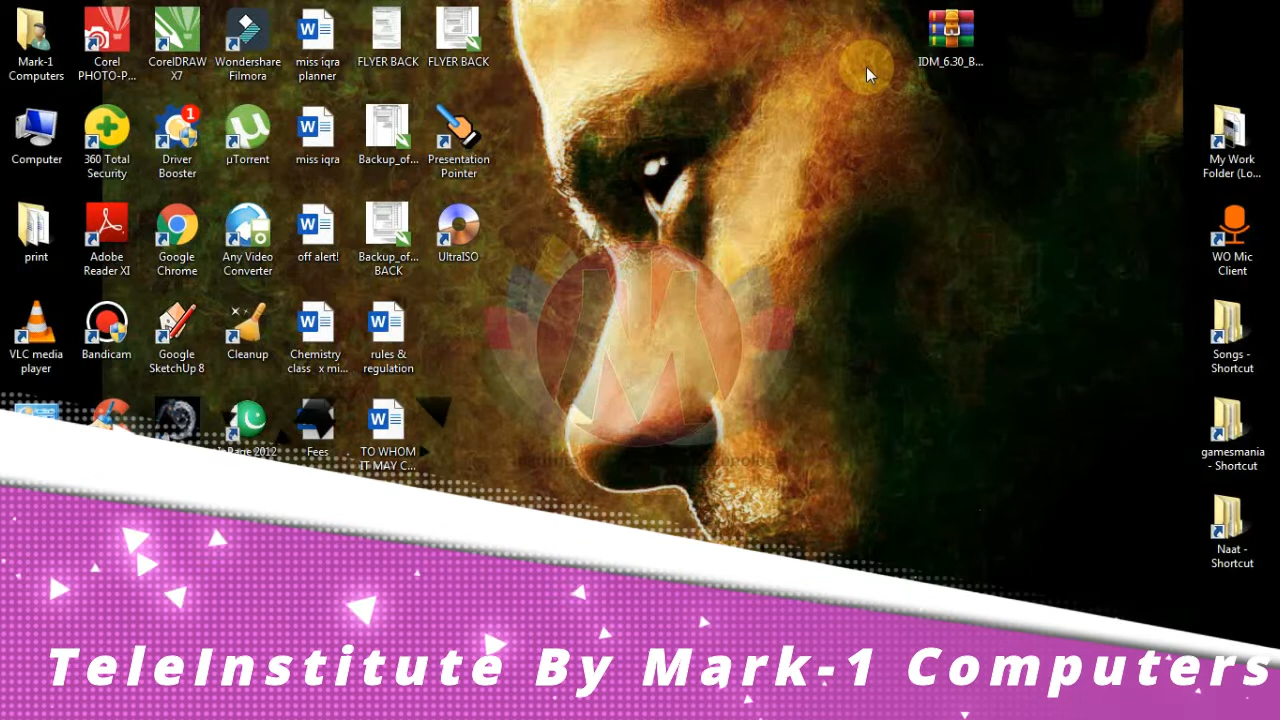 Mark-1
Computers
Corel
PHOTO-P...
CorelDRAW
X7
Wondershare
Filmora
miss iqra
planner
FLYER BACK
FLYER BACK
IDM_6.30_B...
Computer
360 Total
Security
1
Driver
Booster
µTorrent
miss iqra
Backup_of...
Presentation
Pointer
My Work
Folder (Lo...
print
Adobe
Reader XI
Google
Chrome
Any Video
Converter
off alert!
Backup_of...
BACK
UltraISO
WO Mic
Client
VLC media
player
Bandicam
Google
SketchUp 8
Cleanup
Chemistry
class x mi...
rules &
regulation
Songs -
Shortcut
InPage 2012
Fees
TO WHOM
IT MAY C...
gamesmania
- Shortcut
Naat -
Shortcut
TeleInstitute By Mark-1 Computers